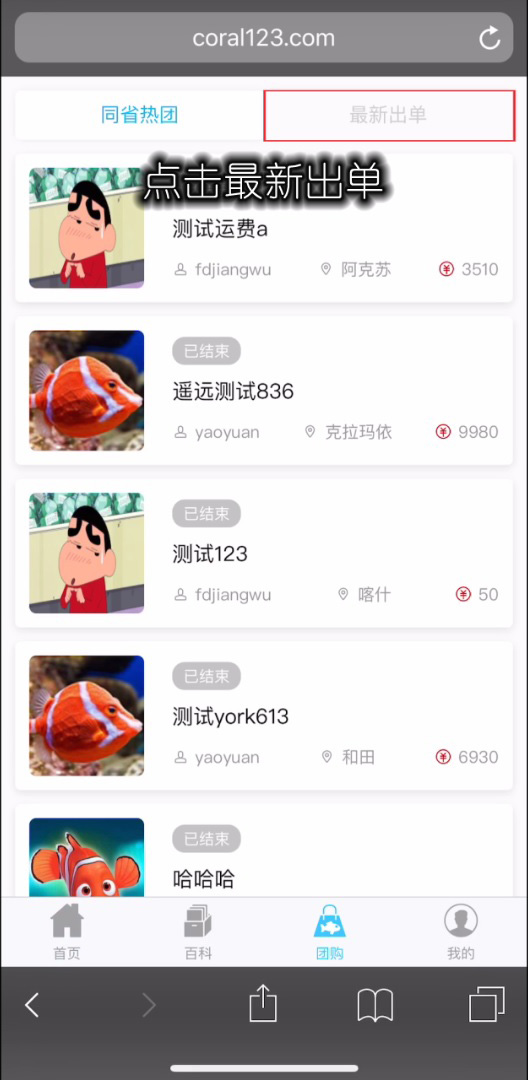 coral123.com
同省热团
最新出单
点击最新出单
测试运费a
fdjiangwu
阿克苏
3510
已结束
遥远测试836
yaoyuan
克拉玛依
9980
已结束
测试123
fdjiangwu
喀什
50
已结束
测试york613
yaoyuan
和田
6930
已结束
哈哈哈
首页
百科
团购
我的